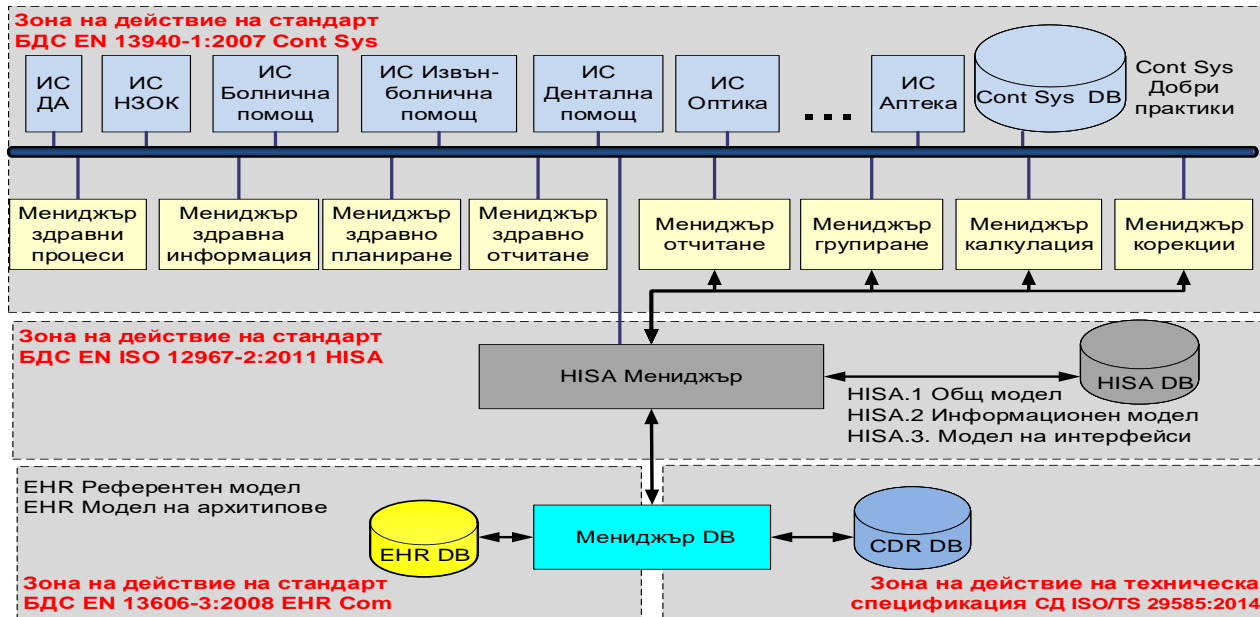 Зона на действие на стандарт
БДС EN 13940-1:2007 Cont Sys
ИС
ДА
ИС
НЗОК
ИС
Болнична
помощ
ИС Извън-
болнична
помощ
ИС
Дентална
помощ
ИС
Оптика
...
ИС
Аптека
Cont Sys DB
Cont Sys
Добри
практики
Мениджър
здравни
процеси
Мениджър
здравна
информация
Мениджър
здравно
планиране
Мениджър
здравно
отчитане
Мениджър
отчитане
Мениджър
групиране
Мениджър
калкулация
Мениджър
корекции
Зона на действие на стандарт
БДС EN ISO 12967-2:2011 HISA
HISA Мениджър
HISA DB
HISA.1 Общ модел
HISA.2 Информационен модел
HISA.3. Модел на интерфейси
EHR Референтен модел
EHR Модел на архитипове
EHR DB
Мениджър DB
CDR DB
Зона на действие на стандарт
БДС EN 13606-3:2008 EHR Com
Зона на действие на техническа
спецификация СД ISO/TS 29585:2014